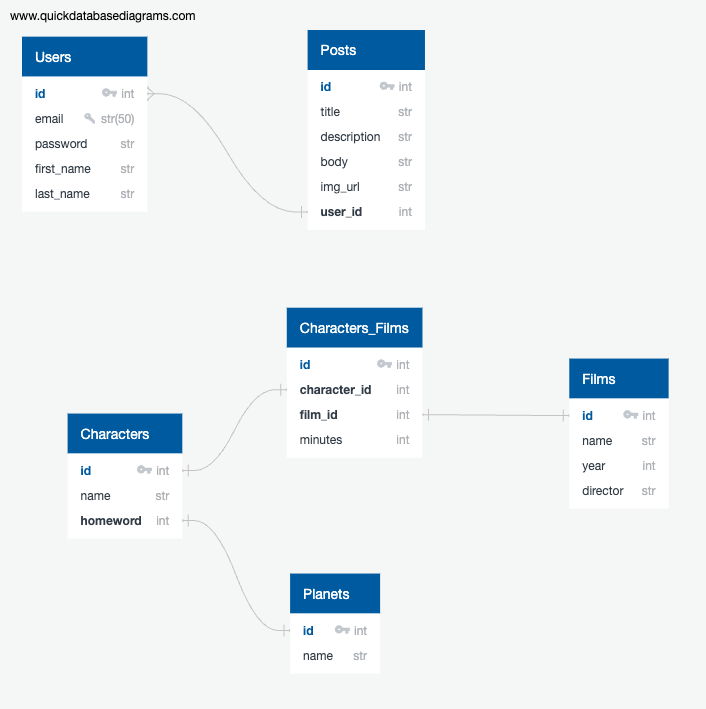 www.quickdatabasediagrams.com
Users
id int
email str(50)
password str
first_name str
last_name str
Posts
id int
title str
description str
body str
img_url str
user_id int
Characters_Films
id int
character_id int
film_id int
minutes int
Films
id int
name str
year int
director str
Characters
id int
name str
homeword int
Planets
id int
name str